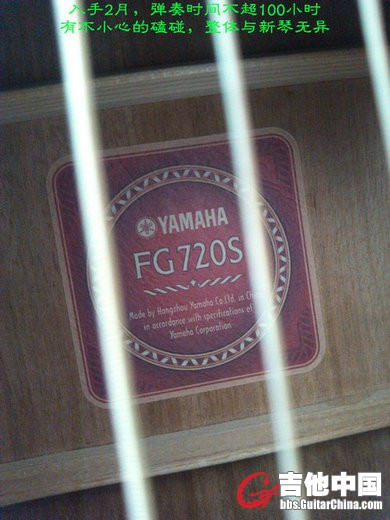 入手2月，弹奏时间不超100小时
有不小心的磕碰，整体与新琴无异
YAMAHA
FG720S
Made by Hangzhou Yamaha Co.Ltd. in
in accordance with specifications of
Yamaha Corporation
吉他中国
bbs.GuitarChina.com